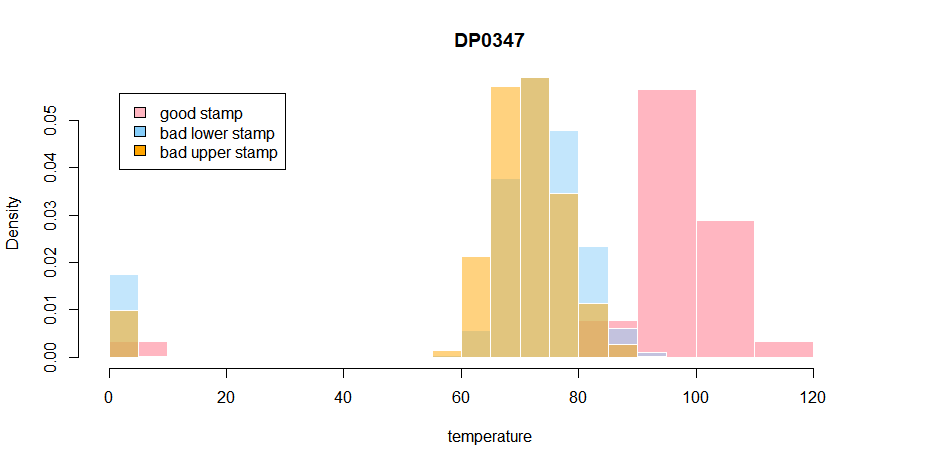 DP0347
good stamp
bad lower stamp
bad upper stamp
Density
0.00 0.01 0.02 0.03 0.04 0.05
0 20 40 60 80 100 120
temperature